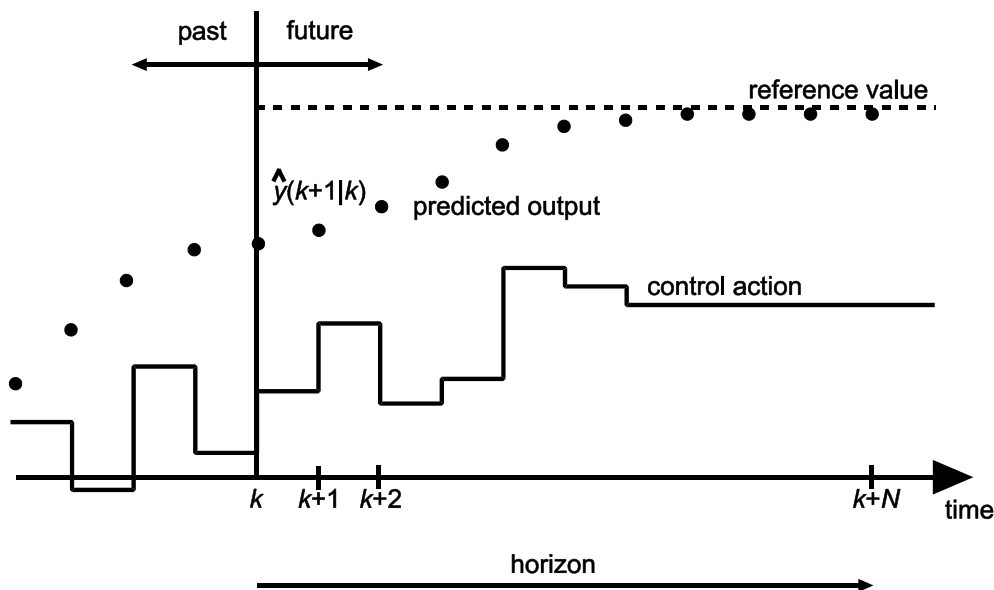 past future
reference value
ŷ(k+1|k)
predicted output
control action
k k+1 k+2 k+N
time
horizon